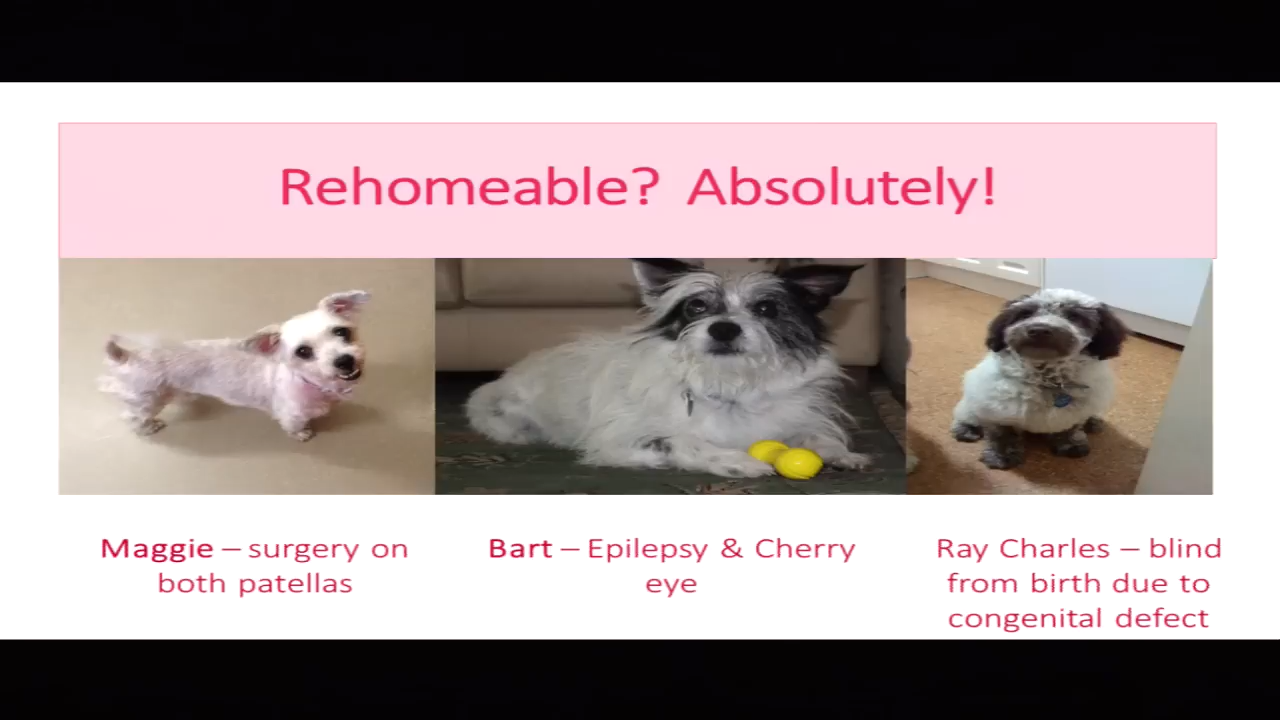 Rehomeable? Absolutely!
Maggie – surgery on
both patellas
Bart – Epilepsy & Cherry
eye
Ray Charles – blind
from birth due to
congenital defect